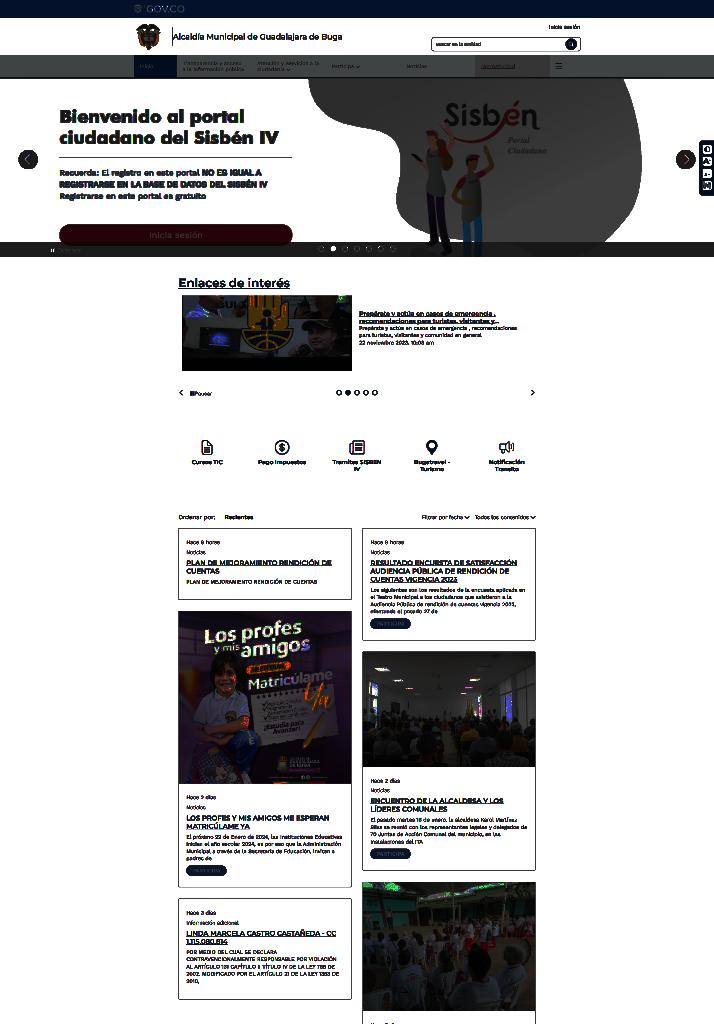 GOV.CO
Inicia sesión
Alcaldía Municipal de Guadalajara de Buga
Buscar en la entidad
Inicio
Transparencia y acceso
a la información pública
Atención y Servicios a la
ciudadanía
Participa
Noticias
Sisbén
Portal
Ciudadano
Bienvenido al portal
ciudadano del Sisbén IV
Recuerda: El registro en este portal NO ES IGUAL A
REGISTRARSE EN LA BASE DE DATOS DEL SISBÉN IV
Registrarse en este portal es gratuito
Inicia sesión
Enlaces de interés
Prepárate y actúa en casos de emergencia ,
recomendaciones para turistas, visitantes y...
Prepárate y actúa en casos de emergencia , recomendaciones
para turistas, visitantes y comunidad en general
22 noviembre 2023, 10:08 am
Pausar
Cursos TIC
Pago Impuestos
Tramites SISBEN
IV
Bugatravel -
Turismo
Notificación
Transito
Ordenar por: Recientes
Filtrar por fecha
Todos los contenidos
Hace 8 horas
Noticias
PLAN DE MEJORAMIENTO RENDICIÓN DE
CUENTAS
PLAN DE MEJORAMIENTO RENDICIÓN DE CUENTAS
Hace 8 horas
Noticias
RESULTADO ENCUESTA DE SATISFACCIÓN
AUDIENCIA PÚBLICA DE RENDICIÓN DE
CUENTAS VIGENCIA 2023
Los siguientes son los resultados de la encuesta aplicada en
el Teatro Municipal a los ciudadanos que asistieron a la
Audiencia Pública de rendición de cuentas vigencia 2023,
efectuada el pasado 27 de
PARTICIPA
Los profes
y mis amigos
me esperan
Matricúlame
Ya
¡Estudia para
Avanzar!
Hace 2 días
Noticias
LOS PROFES Y MIS AMIGOS ME ESPERAN
MATRICÚLAME YA
El próximo 22 de Enero de 2024, las Instituciones Educativas
inician el año escolar 2024, es por eso que la Administración
Municipal, a través de la Secretaría de Educación, invitan a
padres de
PARTICIPA
Hace 2 días
Noticias
ENCUENTRO DE LA ALCALDESA Y LOS
LÍDERES COMUNALES
El pasado martes 16 de enero, la alcaldesa Karol Martínez
Silva se reunió con los representantes legales y delegados de
70 Juntas de Acción Comunal del municipio, en las
instalaciones del ITA
PARTICIPA
Hace 3 días
Información adicional
LINDA MARCELA CASTRO CASTAÑEDA - CC
1.115.080.814
POR MEDIO DEL CUAL SE DECLARA
CONTRAVENCIONALMENTE RESPONSABLE POR VIOLACIÓN
AL ARTÍCULO 131 CAPÍTULO II TÍTULO IV DE LA LEY 769 DE
2002, MODIFICADO POR EL ARTÍCULO 21 DE LA LEY 1383 DE
2010,